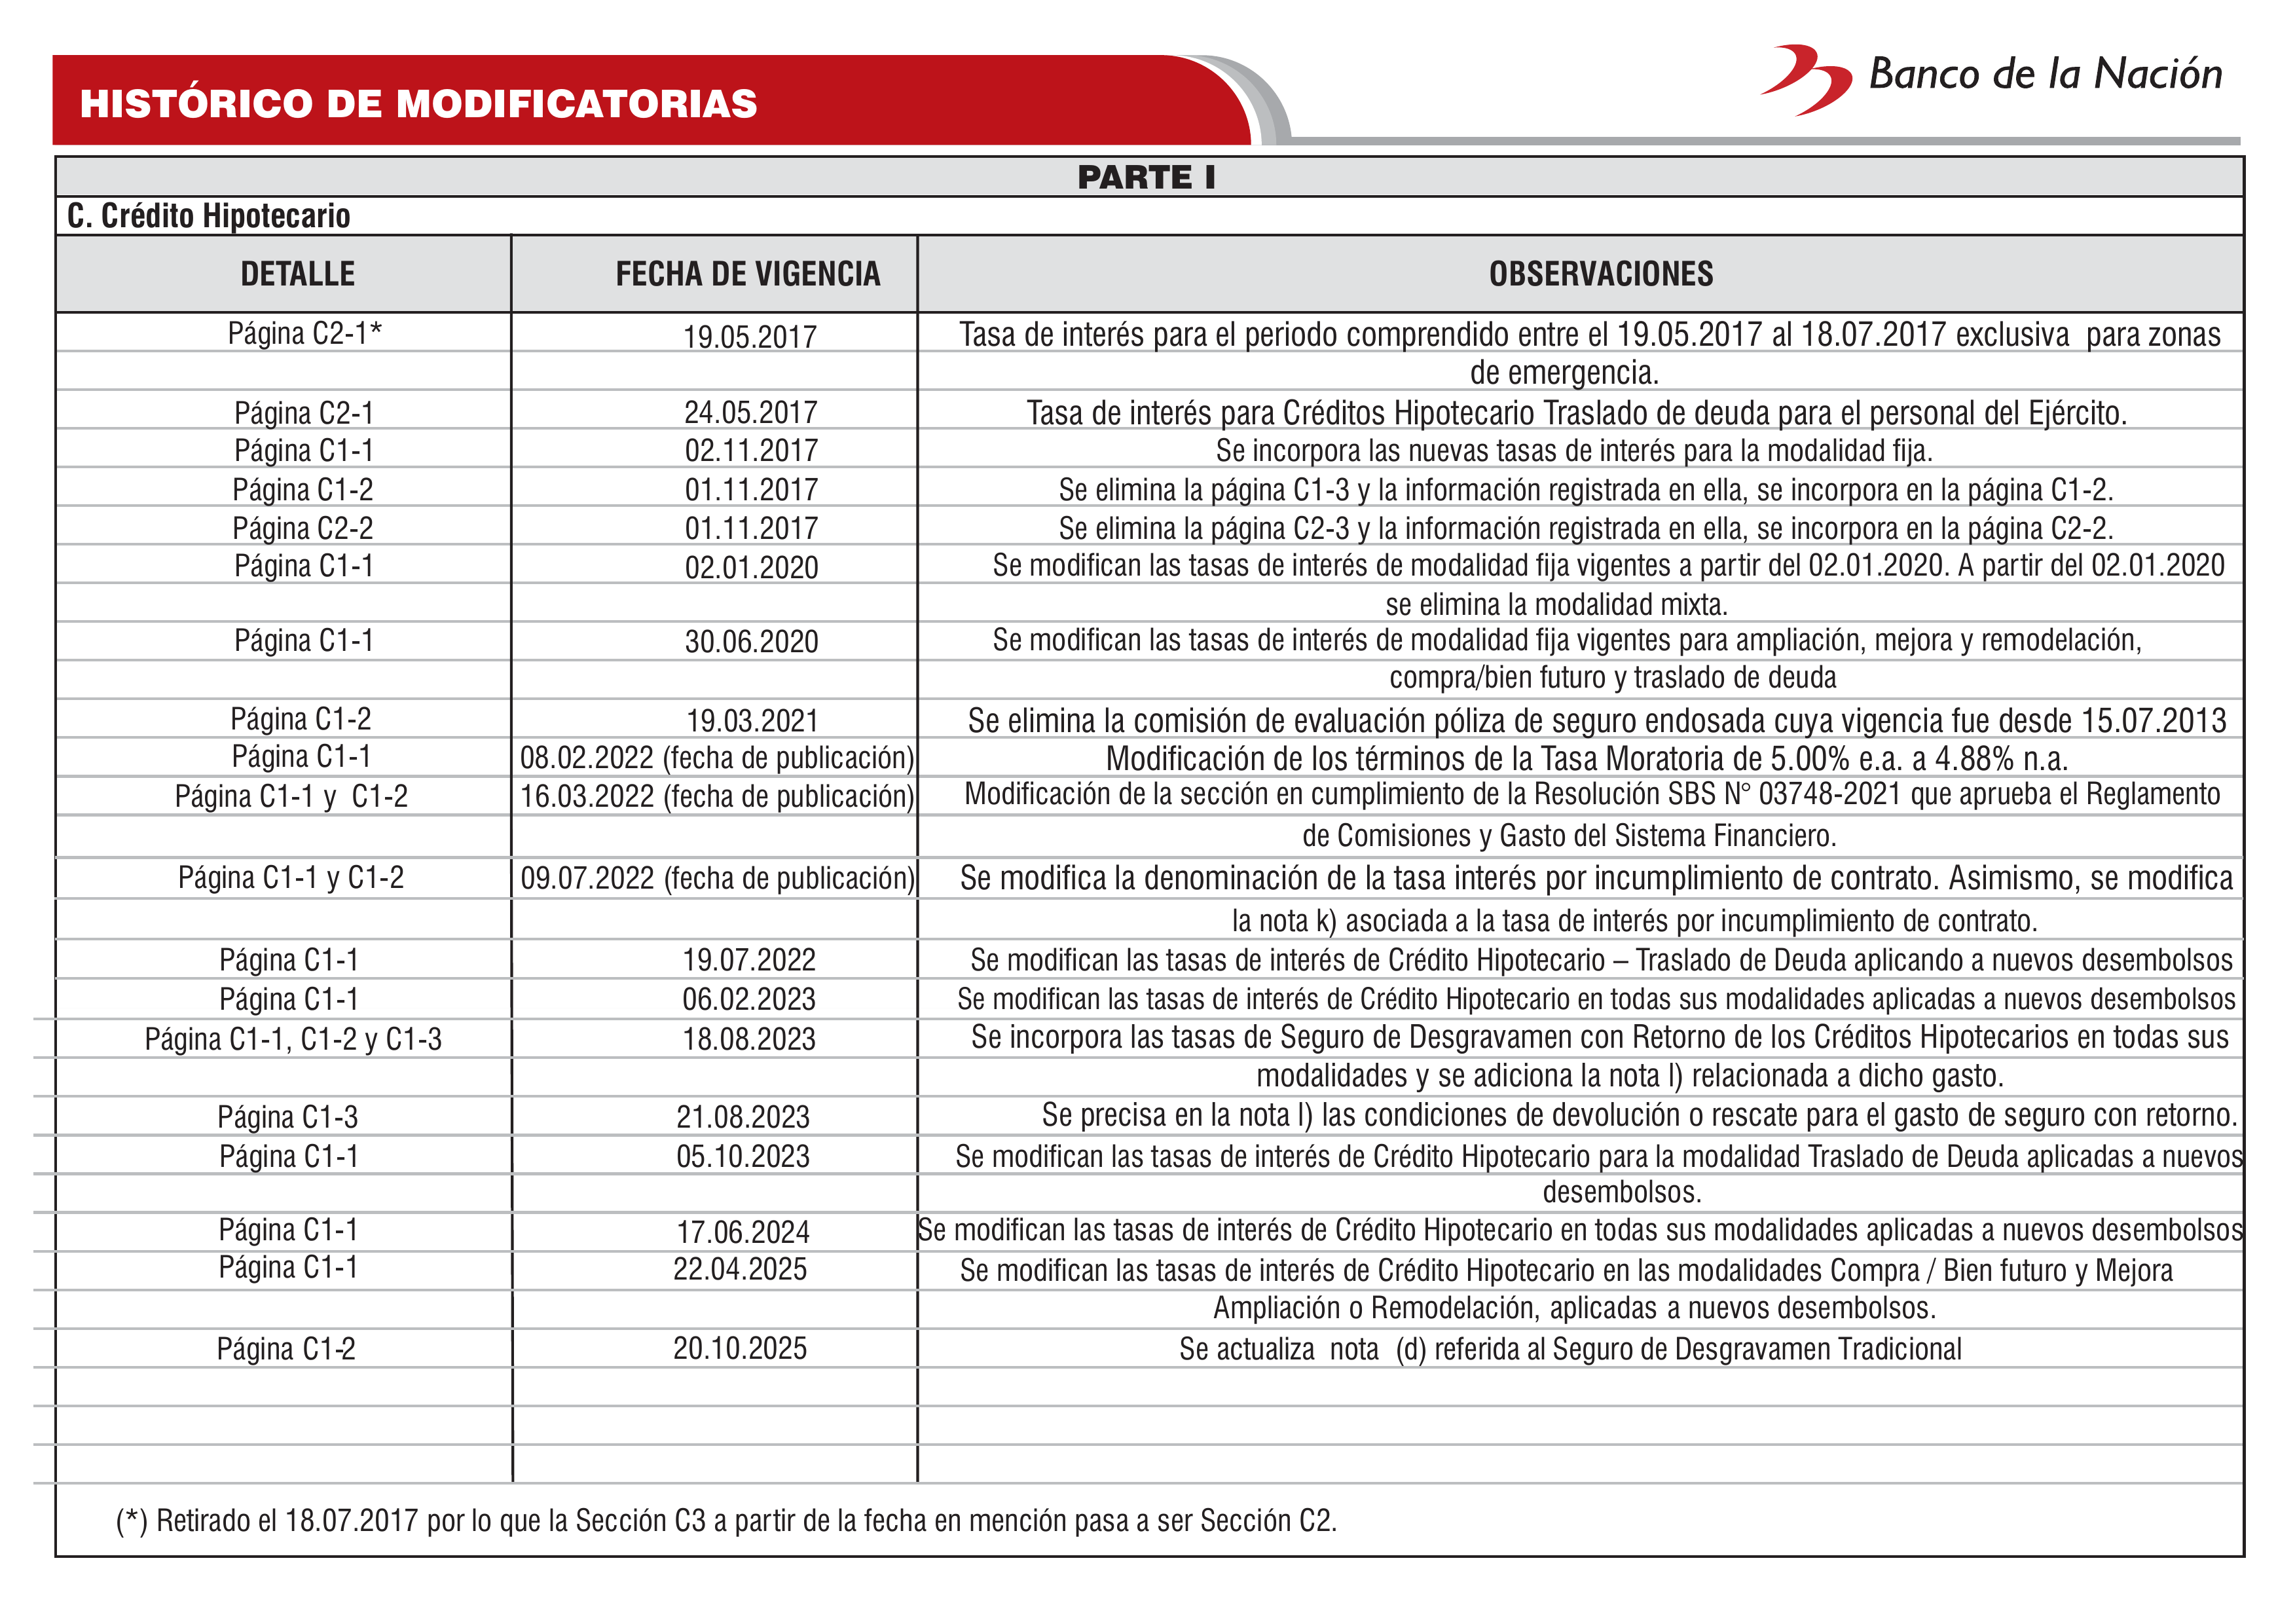 HISTÓRICO DE MODIFICATORIAS
Banco de la Nación
PARTE I
C. Crédito Hipotecario
DETALLE FECHA DE VIGENCIA OBSERVACIONES
Página C2-1* 19.05.2017 Tasa de interés para el periodo comprendido entre el 19.05.2017 al 18.07.2017 exclusiva para zonas
de emergencia.
Página C2-1 24.05.2017 Tasa de interés para Créditos Hipotecario Traslado de deuda para el personal del Ejército.
Página C1-1 02.11.2017 Se incorpora las nuevas tasas de interés para la modalidad fija.
Página C1-2 01.11.2017 Se elimina la página C1-3 y la información registrada en ella, se incorpora en la página C1-2.
Página C2-2 01.11.2017 Se elimina la página C2-3 y la información registrada en ella, se incorpora en la página C2-2.
Página C1-1 02.01.2020 Se modifican las tasas de interés de modalidad fija vigentes a partir del 02.01.2020. A partir del 02.01.2020
se elimina la modalidad mixta.
Página C1-1 30.06.2020 Se modifican las tasas de interés de modalidad fija vigentes para ampliación, mejora y remodelación,
compra/bien futuro y traslado de deuda
Página C1-2 19.03.2021 Se elimina la comisión de evaluación póliza de seguro endosada cuya vigencia fue desde 15.07.2013
Página C1-1 08.02.2022 (fecha de publicación) Modificación de los términos de la Tasa Moratoria de 5.00% e.a. a 4.88% n.a.
Página C1-1 y C1-2 16.03.2022 (fecha de publicación) Modificación de la sección en cumplimiento de la Resolución SBS N° 03748-2021 que aprueba el Reglamento
de Comisiones y Gasto del Sistema Financiero.
Página C1-1 y C1-2 09.07.2022 (fecha de publicación) Se modifica la denominación de la tasa interés por incumplimiento de contrato. Asimismo, se modifica
la nota k) asociada a la tasa de interés por incumplimiento de contrato.
Página C1-1 19.07.2022 Se modifican las tasas de interés de Crédito Hipotecario – Traslado de Deuda aplicando a nuevos desembolsos
Página C1-1 06.02.2023 Se modifican las tasas de interés de Crédito Hipotecario en todas sus modalidades aplicadas a nuevos desembolsos
Página C1-1, C1-2 y C1-3 18.08.2023 Se incorpora las tasas de Seguro de Desgravamen con Retorno de los Créditos Hipotecarios en todas sus
modalidades y se adiciona la nota l) relacionada a dicho gasto.
Página C1-3 21.08.2023 Se precisa en la nota l) las condiciones de devolución o rescate para el gasto de seguro con retorno.
Página C1-1 05.10.2023 Se modifican las tasas de interés de Crédito Hipotecario para la modalidad Traslado de Deuda aplicadas a nuevos
desembolsos.
Página C1-1 17.06.2024 Se modifican las tasas de interés de Crédito Hipotecario en todas sus modalidades aplicadas a nuevos desembolsos
Página C1-1 22.04.2025 Se modifican las tasas de interés de Crédito Hipotecario en las modalidades Compra / Bien futuro y Mejora
Ampliación o Remodelación, aplicadas a nuevos desembolsos.
Página C1-2 20.10.2025 Se actualiza nota (d) referida al Seguro de Desgravamen Tradicional
(*) Retirado el 18.07.2017 por lo que la Sección C3 a partir de la fecha en mención pasa a ser Sección C2.